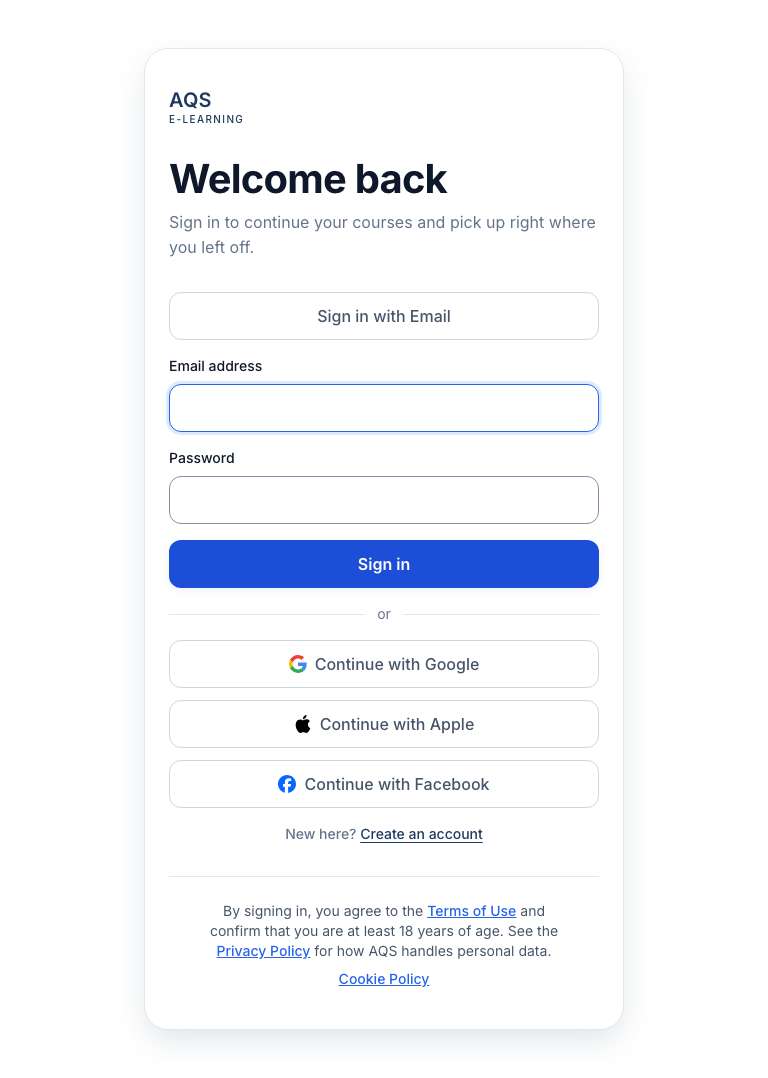 AQS
E-LEARNING
Welcome back
Sign in to continue your courses and pick up right where
you left off.
Sign in with Email
Email address
Password
Sign in
or
Continue with Google
Continue with Apple
Continue with Facebook
New here? Create an account
By signing in, you agree to the Terms of Use and
confirm that you are at least 18 years of age. See the
Privacy Policy for how AQS handles personal data.
Cookie Policy